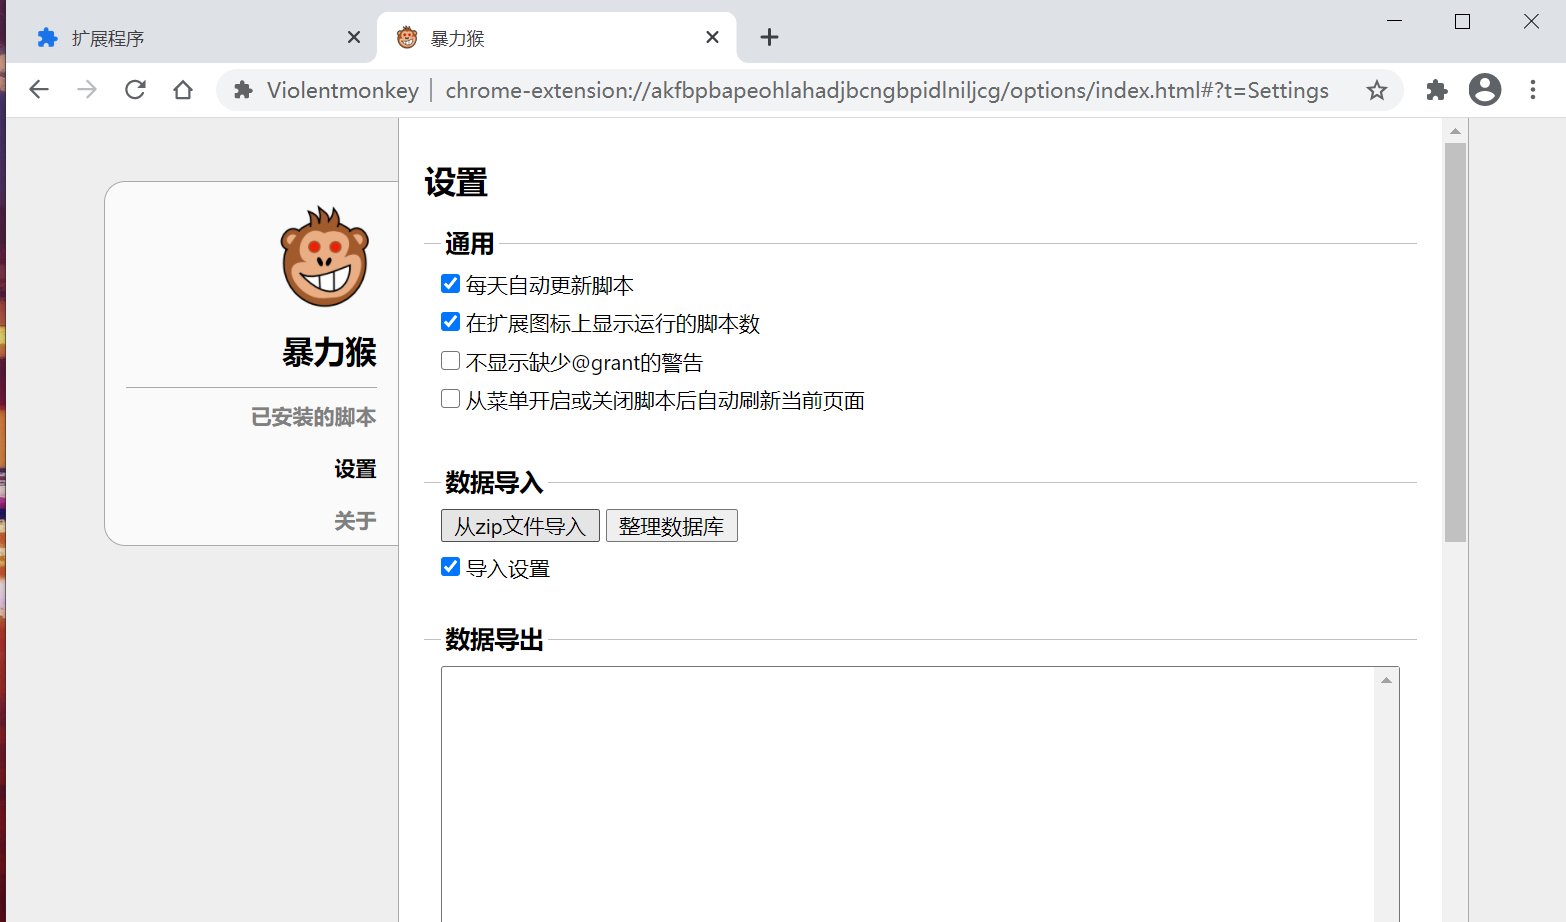 扩展程序
暴力猴
Violentmonkey | chrome-extension://akfbpbapeohlahadjbcngbpidlniljcg/options/index.html#?t=Settings
暴力猴
已安装的脚本
设置
关于
设置
通用
每天自动更新脚本
在扩展图标上显示运行的脚本数
不显示缺少@grant的警告
从菜单开启或关闭脚本后自动刷新当前页面
数据导入
从zip文件导入 整理数据库
导入设置
数据导出